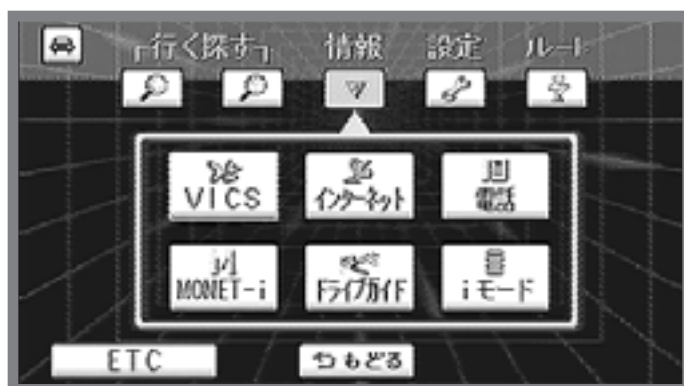 行く探す 情報 設定 ルート
VICS インターネット 電話
MONET-i ドライブガイド iモード
ETC もどる